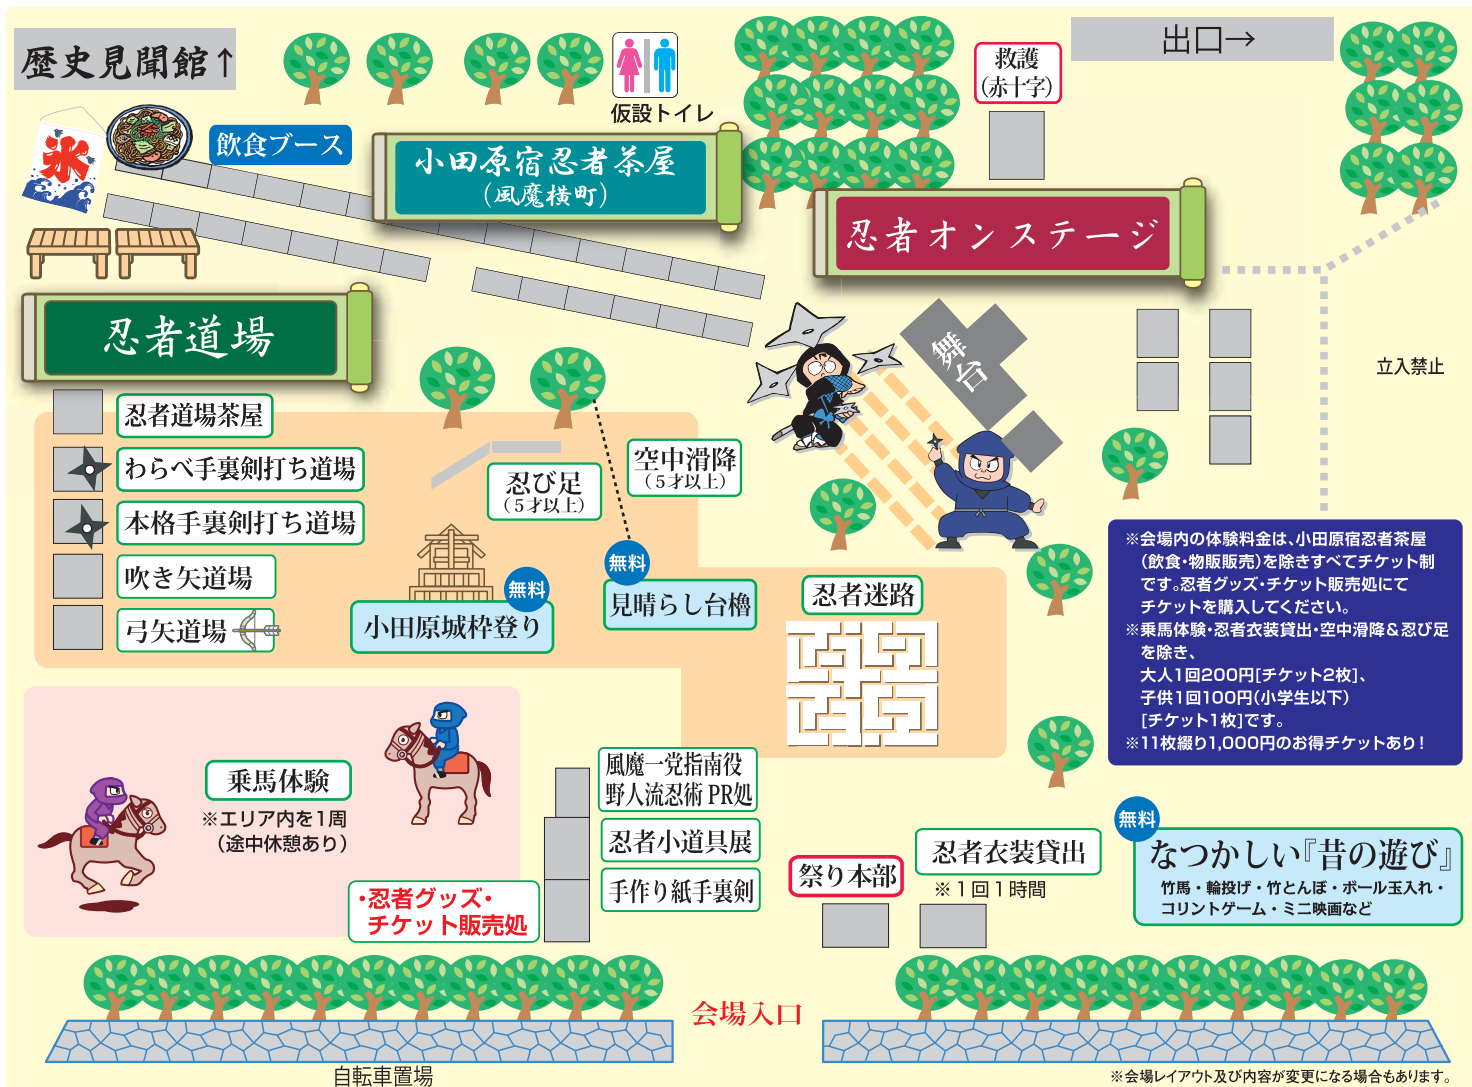 歴史見聞館↑
仮設トイレ
救護
(赤十字)
出口→
氷
飲食ブース
小田原宿忍者茶屋
(風魔横町)
忍者オンステージ
忍者道場
舞台
立入禁止
忍者道場茶屋
わらべ手裏剣打ち道場
本格手裏剣打ち道場
吹き矢道場
弓矢道場
忍び足
(5才以上)
空中滑降
(5才以上)
無料
小田原城枠登り
無料
見晴らし台櫓
忍者迷路
※会場内の体験料金は、小田原宿忍者茶屋
(飲食・物販販売)を除きすべてチケット制
です。忍者グッズ・チケット販売処にて
チケットを購入してください。
※乗馬体験・忍者衣装貸出・空中滑降&忍び足
を除き、
大人1回200円[チケット2枚]、
子供1回100円(小学生以下)
[チケット1枚]です。
※11枚綴り1,000円のお得チケットあり!
乗馬体験
※エリア内を1周
(途中休憩あり)
風魔一党指南役
野人流忍術 PR処
忍者小道具展
手作り紙手裏剣
・忍者グッズ・
チケット販売処
祭り本部
忍者衣装貸出
※1回1時間
無料
なつかしい『昔の遊び』
竹馬・輪投げ・竹とんぼ・ボール玉入れ・
コリントゲーム・ミニ映画など
会場入口
自転車置場
※会場レイアウト及び内容が変更になる場合もあります。